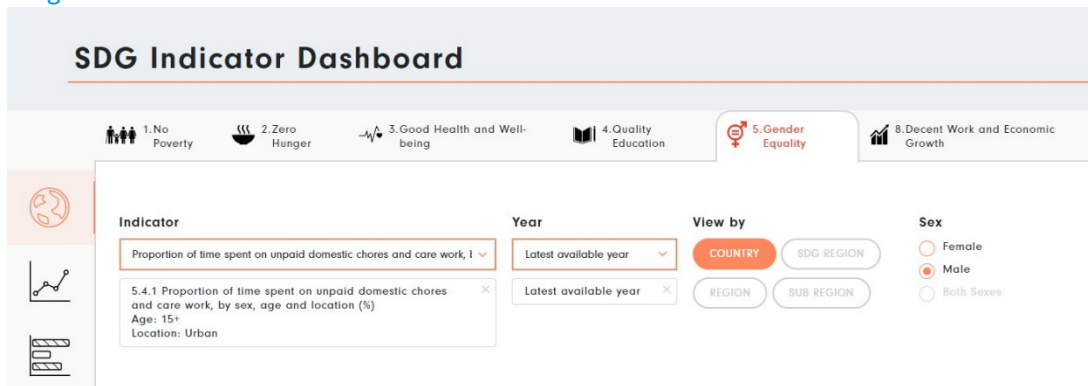 SDG Indicator Dashboard
1.No
Poverty
2.Zero
Hunger
3.Good Health and Well-
being
4.Quality
Education
5.Gender
Equality
8.Decent Work and Economic
Growth
Indicator
Year
View by
Sex
Proportion of time spent on unpaid domestic chores and care work, l
Latest available year
COUNTRY
SDG REGION
REGION
SUB REGION
Female
Male
Both Sexes
5.4.1 Proportion of time spent on unpaid domestic chores
and care work, by sex, age and location (%)
Age: 15+
Location: Urban
Latest available year